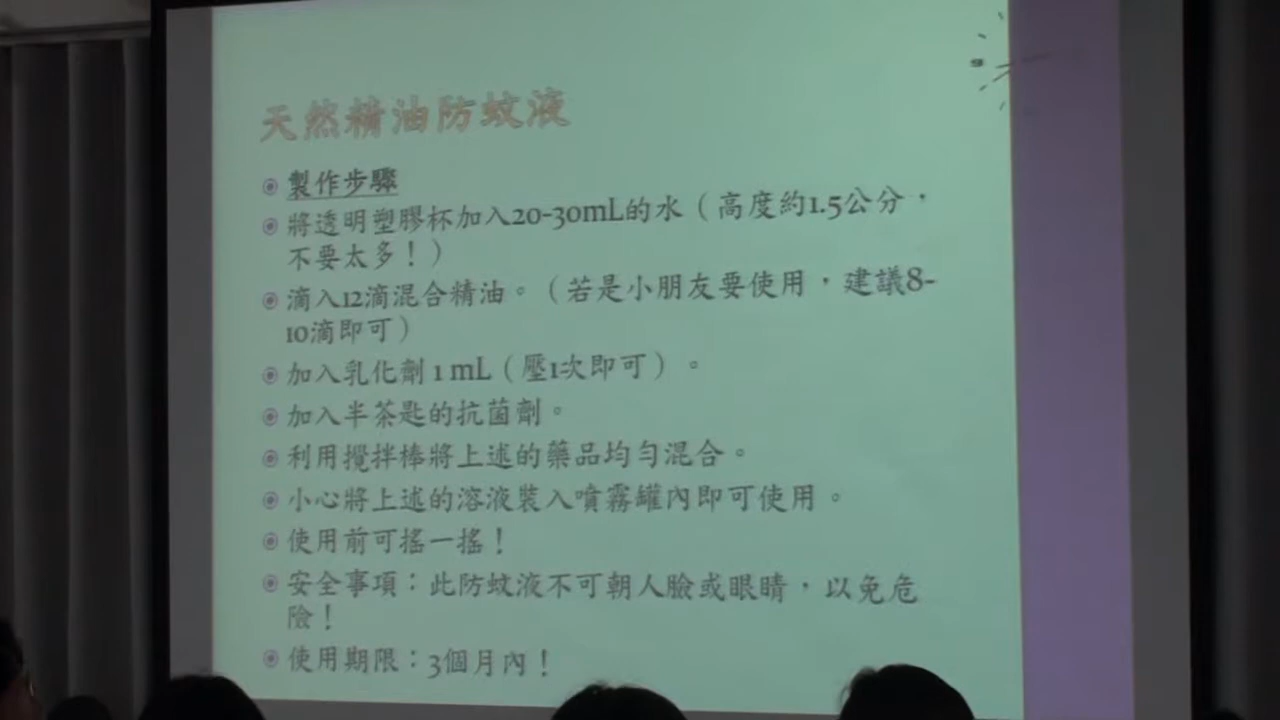 天然精油防蚊液
製作步驟
將透明塑膠杯加入20-30mL的水（高度約1.5公分，
不要太多！）
滴入12滴混合精油。（若是小朋友要使用，建議8-
10滴即可）
加入乳化劑 1 mL（壓1次即可）。
加入半茶匙的抗菌劑。
利用攪拌棒將上述的藥品均勻混合。
小心將上述的溶液裝入噴霧罐內即可使用。
使用前可搖一搖！
安全事項：此防蚊液不可朝人臉或眼睛，以免危
險！
使用期限：3個月內！